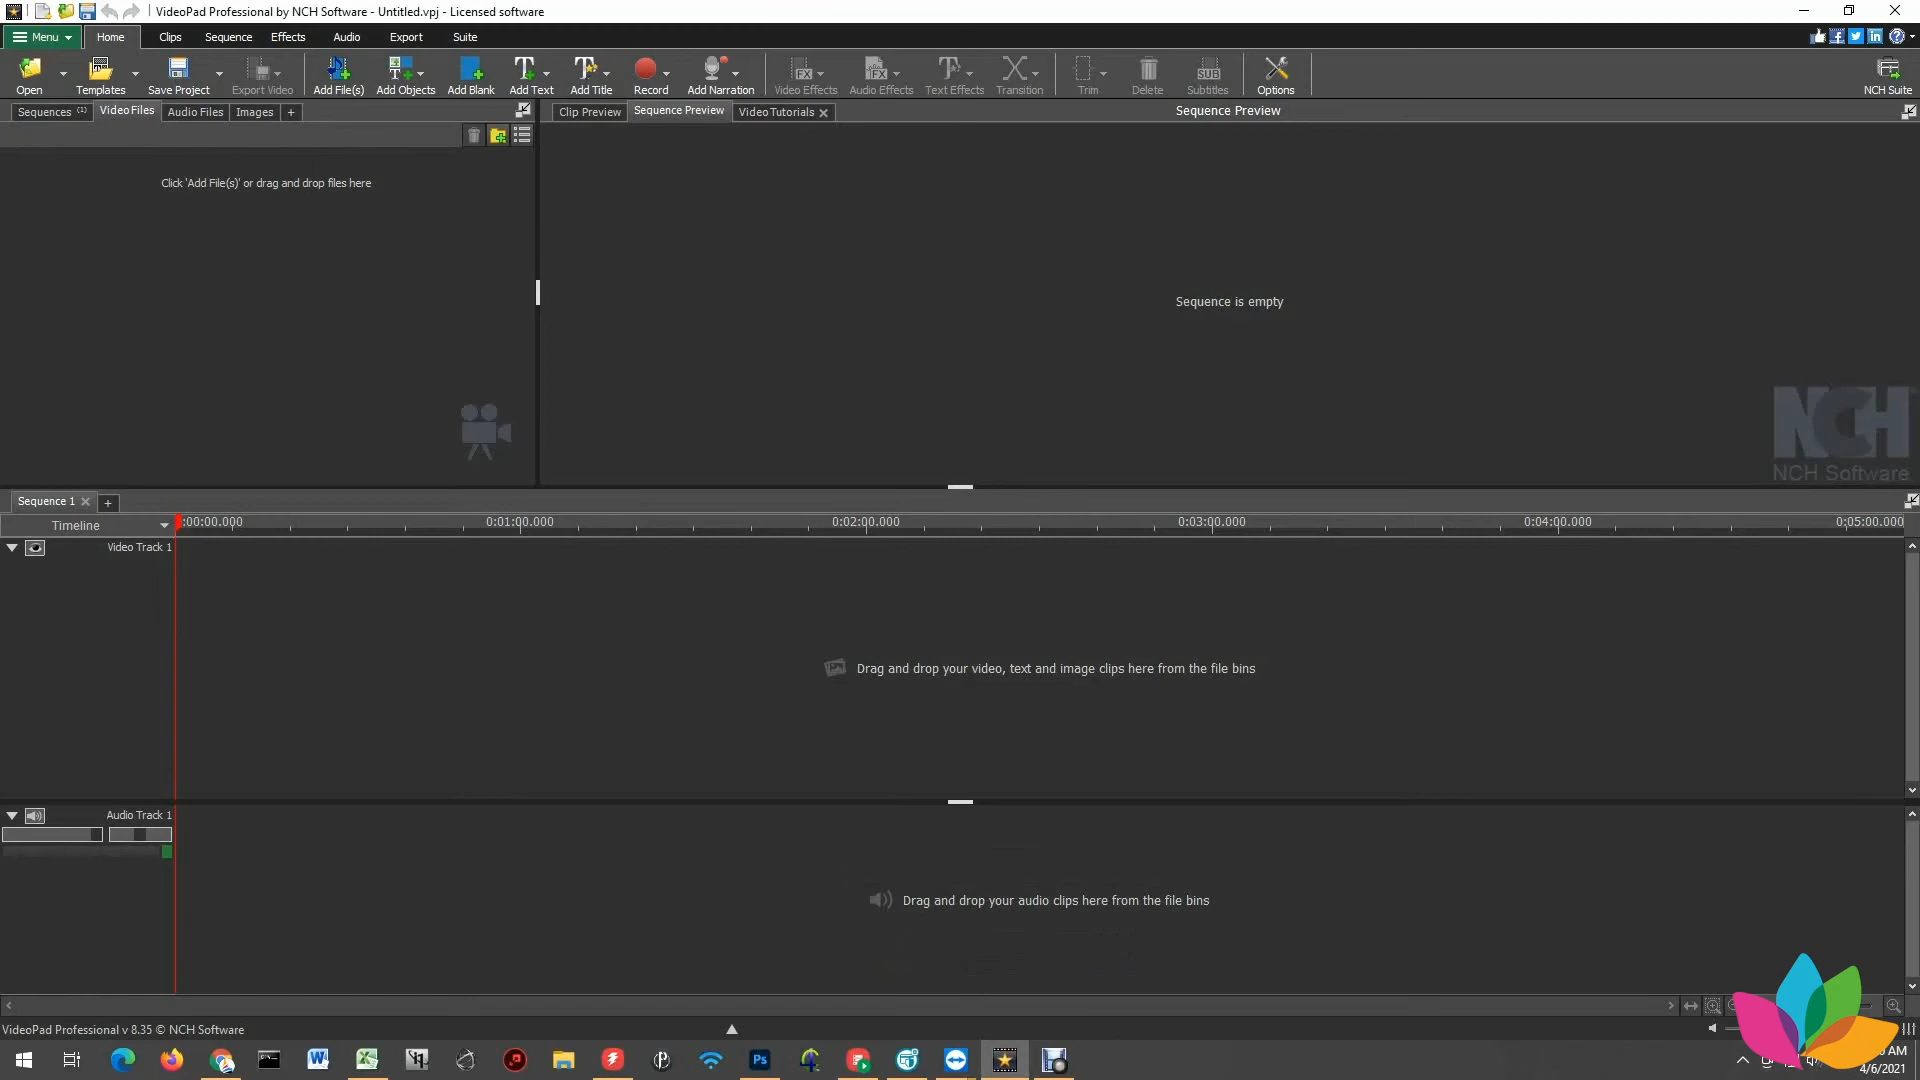 VideoPad Professional by NCH Software - Untitled.vpj - Licensed software
Menu Home Clips Sequence Effects Audio Export Suite
Open Templates Save Project Export Video Add File(s) Add Objects Add Blank Add Text Add Title Record Add Narration Video Effects Audio Effects Text Effects Transition Trim Delete Subtitles Options NCH Suite
Sequences (1) Video Files Audio Files Images + Clip Preview Sequence Preview Video Tutorials Sequence Preview
Click 'Add File(s)' or drag and drop files here
Sequence is empty
NCH
NCH Software
Sequence 1 +
Timeline :00:00.000 0:01:00.000 0:02:00.000 0:03:00.000 0:04:00.000 0:05:00.000
Video Track 1
Drag and drop your video, text and image clips here from the file bins
Audio Track 1
Drag and drop your audio clips here from the file bins
VideoPad Professional v 8.35 © NCH Software
AM
4/6/2021